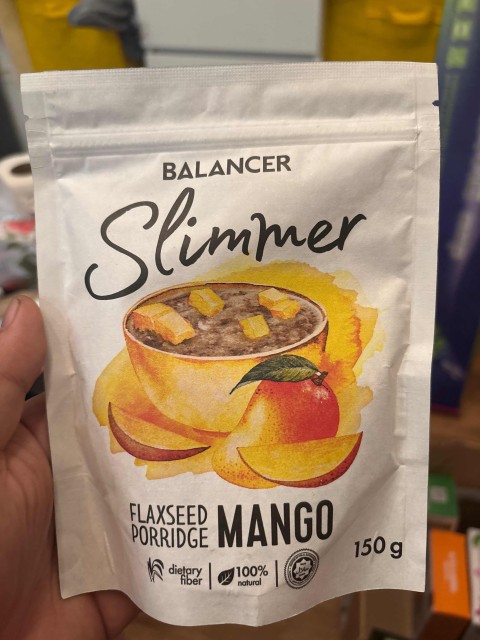 BALANCER
Slimmer
FLAXSEED
PORRIDGE
MANGO
150 g
dietary
fiber
100%
natural